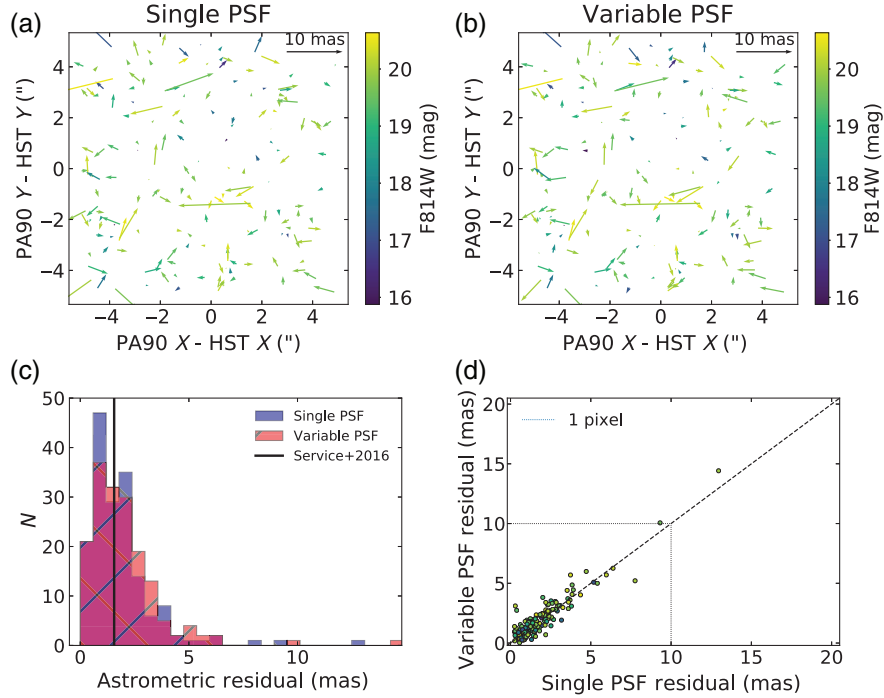 (a) Single PSF
10 mas
PA90 Y - HST Y (")
4
2
0
−2
−4
−4 −2 0 2 4
PA90 X - HST X (")
20
19
18
17
16
F814W (mag)
(b) Variable PSF
10 mas
PA90 Y - HST Y (")
4
2
0
−2
−4
−4 −2 0 2 4
PA90 X - HST X (")
20
19
18
17
16
F814W (mag)
(c)
N
50
40
30
20
10
0
0 5 10
Astrometric residual (mas)
Single PSF
Variable PSF
Service+2016
(d)
Variable PSF residual (mas)
20
15
10
5
0
0 5 10 15 20
Single PSF residual (mas)
1 pixel